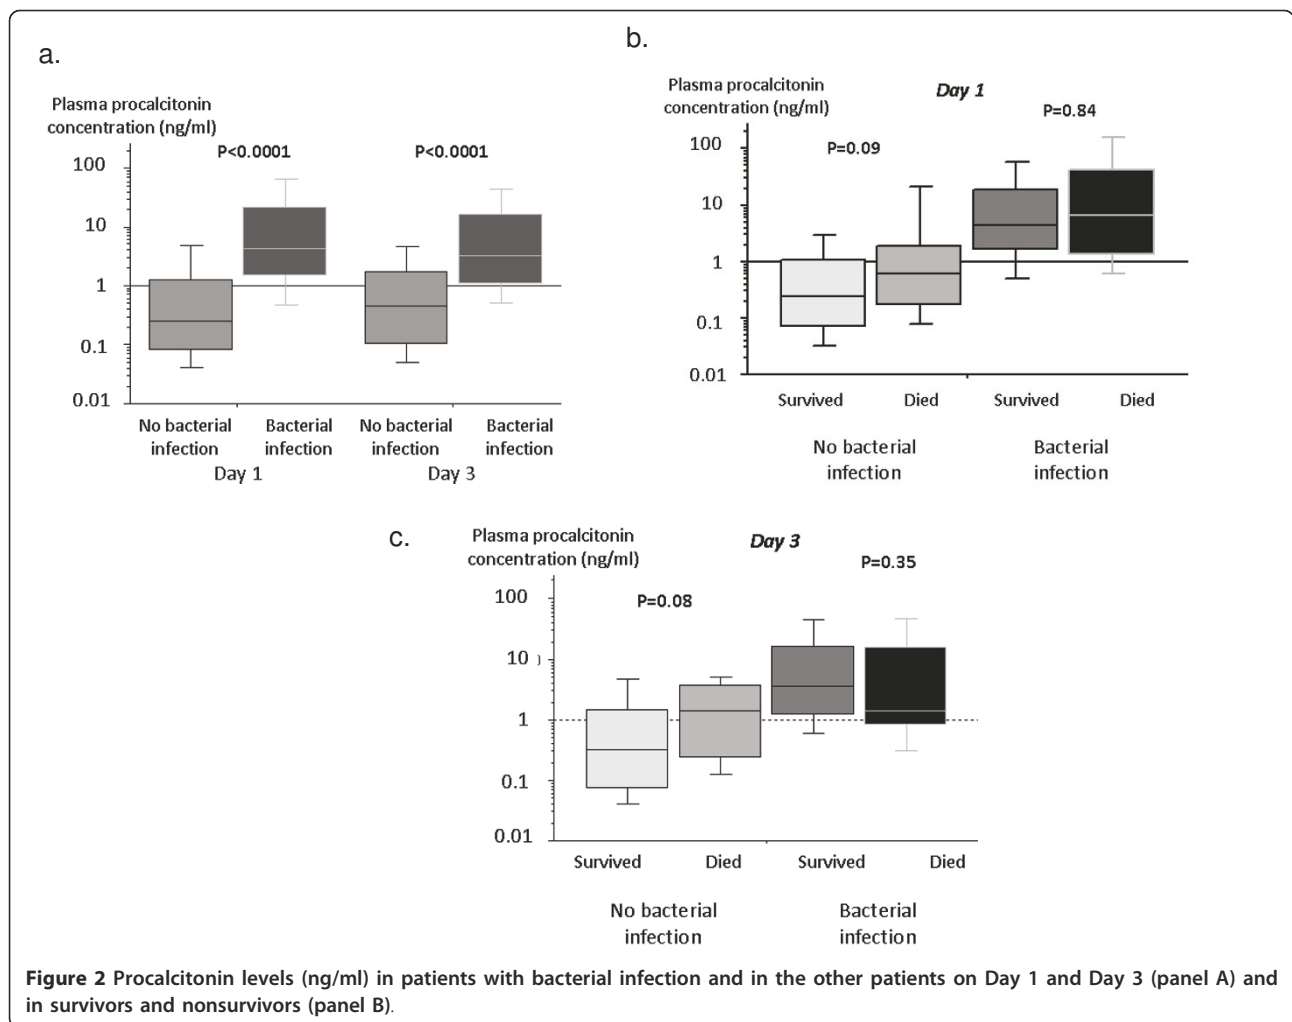 a.
Plasma procalcitonin
concentration (ng/ml)
P<0.0001
P<0.0001
100
10
1
0.1
0.01
No bacterial
infection
Bacterial
infection
No bacterial
infection
Bacterial
infection
Day 1
Day 3
b.
Plasma procalcitonin
concentration (ng/ml)
Day 1
P=0.09
P=0.84
100
10
1
0.1
0.01
Survived
Died
Survived
Died
No bacterial
infection
Bacterial
infection
c.
Plasma procalcitonin
concentration (ng/ml)
Day 3
P=0.08
P=0.35
100
10
1
0.1
0.01
Survived
Died
Survived
Died
No bacterial
infection
Bacterial
infection
Figure 2 Procalcitonin levels (ng/ml) in patients with bacterial infection and in the other patients on Day 1 and Day 3 (panel A) and
in survivors and nonsurvivors (panel B).